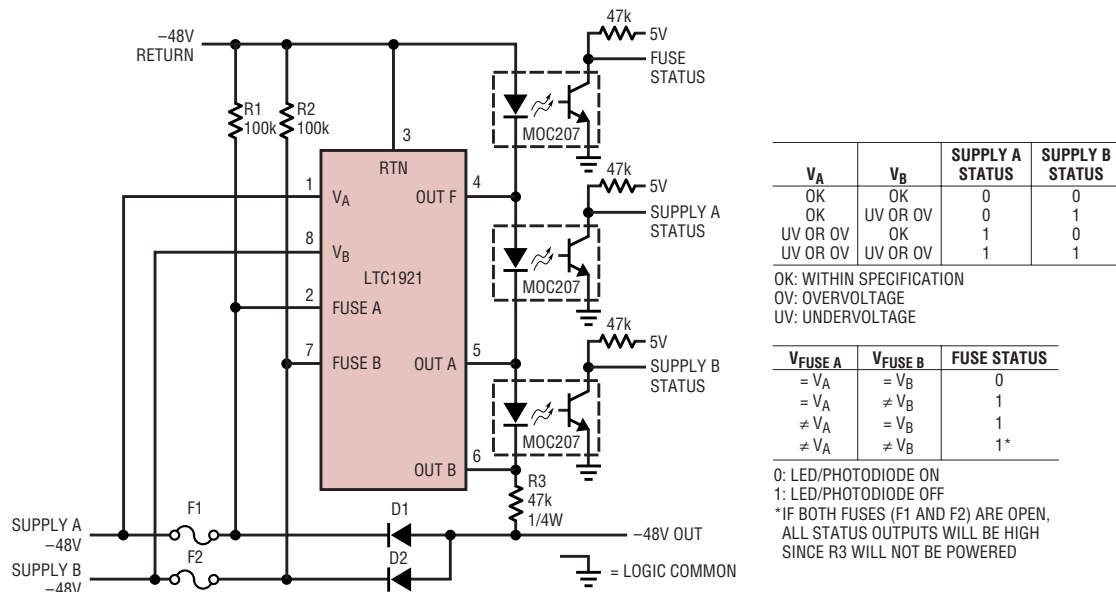 47k
5V
–48V
RETURN
FUSE
STATUS
R1
100k
R2
100k
3
MOC207
RTN
47k
5V
1
VA
OUT F
4
SUPPLY A
STATUS
8
VB
LTC1921
MOC207
2
FUSE A
47k
5V
7
FUSE B
OUT A
5
SUPPLY B
STATUS
MOC207
OUT B
6
R3
47k
1/4W
F1
D1
SUPPLY A
–48V
–48V OUT
F2
D2
SUPPLY B
–48V
= LOGIC COMMON
VA VB SUPPLY A STATUS SUPPLY B STATUS
OK OK 0 0
OK UV OR OV 0 1
UV OR OV OK 1 0
UV OR OV UV OR OV 1 1
OK: WITHIN SPECIFICATION
OV: OVERVOLTAGE
UV: UNDERVOLTAGE
VFUSE A VFUSE B FUSE STATUS
= VA = VB 0
= VA ≠ VB 1
≠ VA = VB 1
≠ VA ≠ VB 1*
0: LED/PHOTODIODE ON
1: LED/PHOTODIODE OFF
*IF BOTH FUSES (F1 AND F2) ARE OPEN,
ALL STATUS OUTPUTS WILL BE HIGH
SINCE R3 WILL NOT BE POWERED